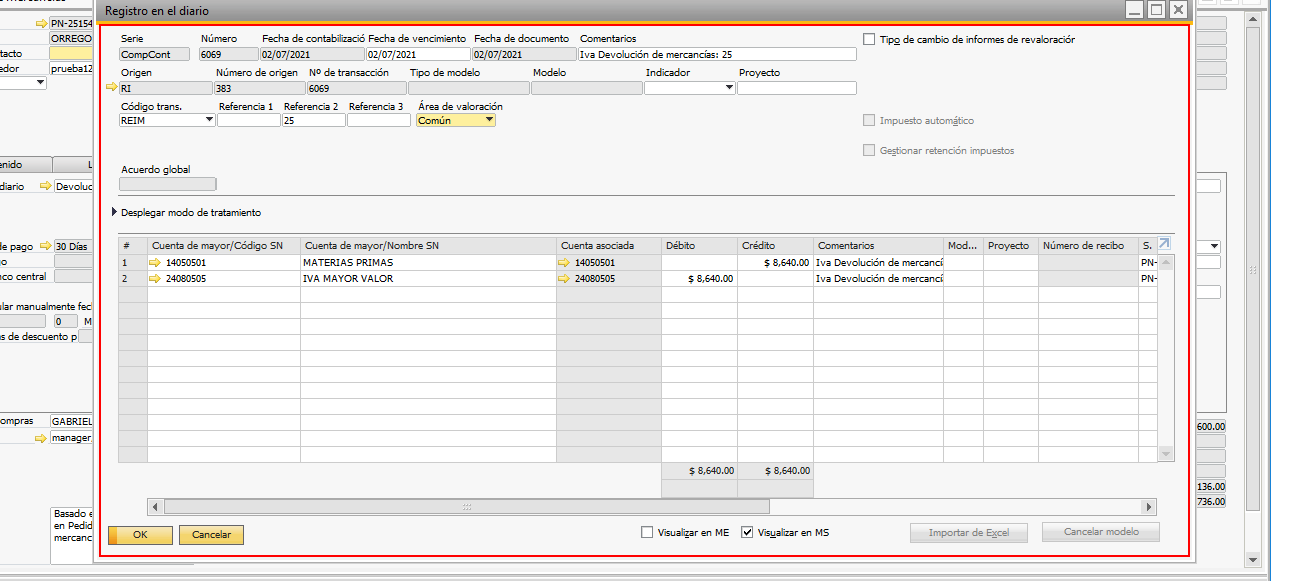 Registro en el diario
PN-25154
ORREGO
tacto
edor prueba12
Serie Número Fecha de contabilizació Fecha de vencimiento Fecha de documento Comentarios
CompCont 6069 02/07/2021 02/07/2021 02/07/2021 Iva Devolución de mercancías: 25
Tipo de cambio de informes de revaloraciór
Origen Número de origen Nº de transacción Tipo de modelo Modelo Indicador Proyecto
RI 383 6069
Código trans. Referencia 1 Referencia 2 Referencia 3 Área de valoración
REIM 25 Común
Impuesto automático
Gestionar retención impuestos
Acuerdo global
enido L
diario Devoluc
Desplegar modo de tratamiento
de pago 30 Días
go
nco central
ular manualmente fech
0 M
as de descuento p
# Cuenta de mayor/Código SN Cuenta de mayor/Nombre SN Cuenta asociada Débito Crédito Comentarios Mod... Proyecto Número de recibo S.
1 14050501 MATERIAS PRIMAS 14050501 $ 8,640.00 Iva Devolución de mercancí PN-
2 24080505 IVA MAYOR VALOR 24080505 $ 8,640.00 Iva Devolución de mercancí PN-
ompras GABRIEL
manager
600.00
136.00
736.00
$ 8,640.00 $ 8,640.00
Basado e
en Pedid
mercanc
OK Cancelar Visualizar en ME Visualizar en MS Importar de Excel Cancelar modelo